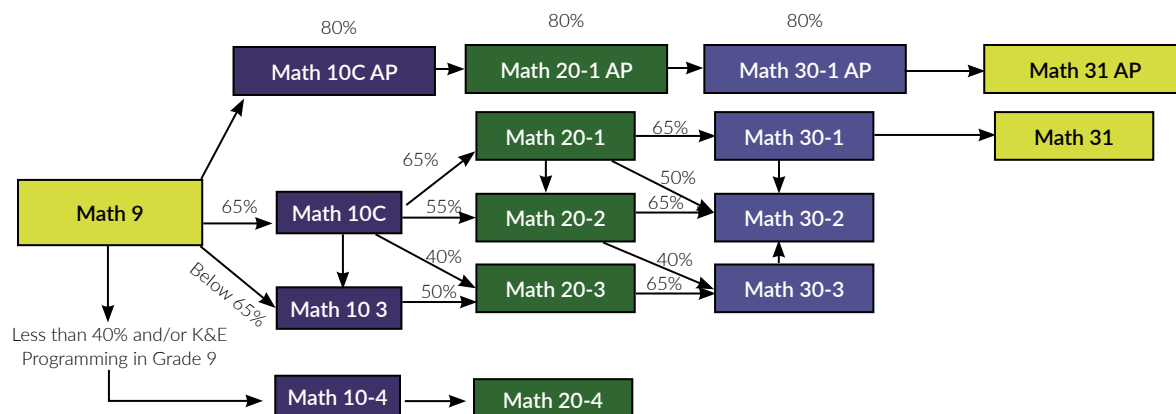 80%
80%
80%
Math 10C AP
Math 20-1 AP
Math 30-1 AP
Math 31 AP
Math 20-1
65%
Math 30-1
Math 31
65%
50%
Math 9
65%
Math 10C
55%
Math 20-2
65%
Math 30-2
40%
40%
Below 65%
Math 10 3
50%
Math 20-3
65%
Math 30-3
Less than 40% and/or K&E
Programming in Grade 9
Math 10-4
Math 20-4